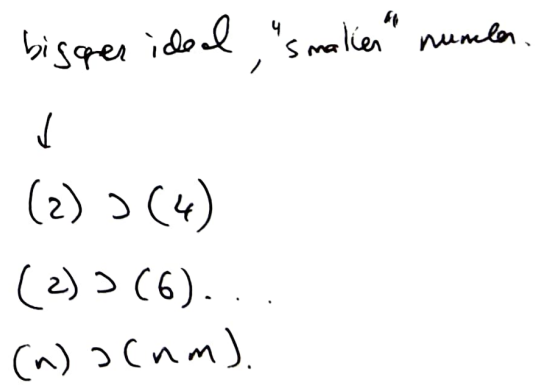 bigger ideal, "smaller" number.
↓
(2) ⊃ (4)
(2) ⊃ (6). . .
(n) ⊃ (nm).